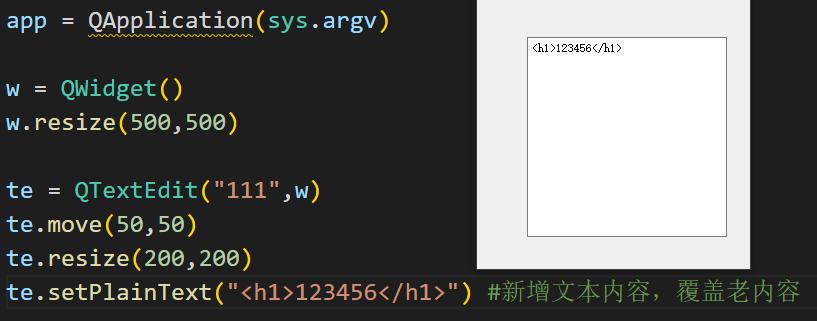 app = QApplication(sys.argv)
w = QWidget()
w.resize(500,500)
te = QTextEdit("111",w)
te.move(50,50)
te.resize(200,200)
te.setPlainText("<h1>123456</h1>") #新增文本内容，覆盖老内容
<h1>123456</h1>